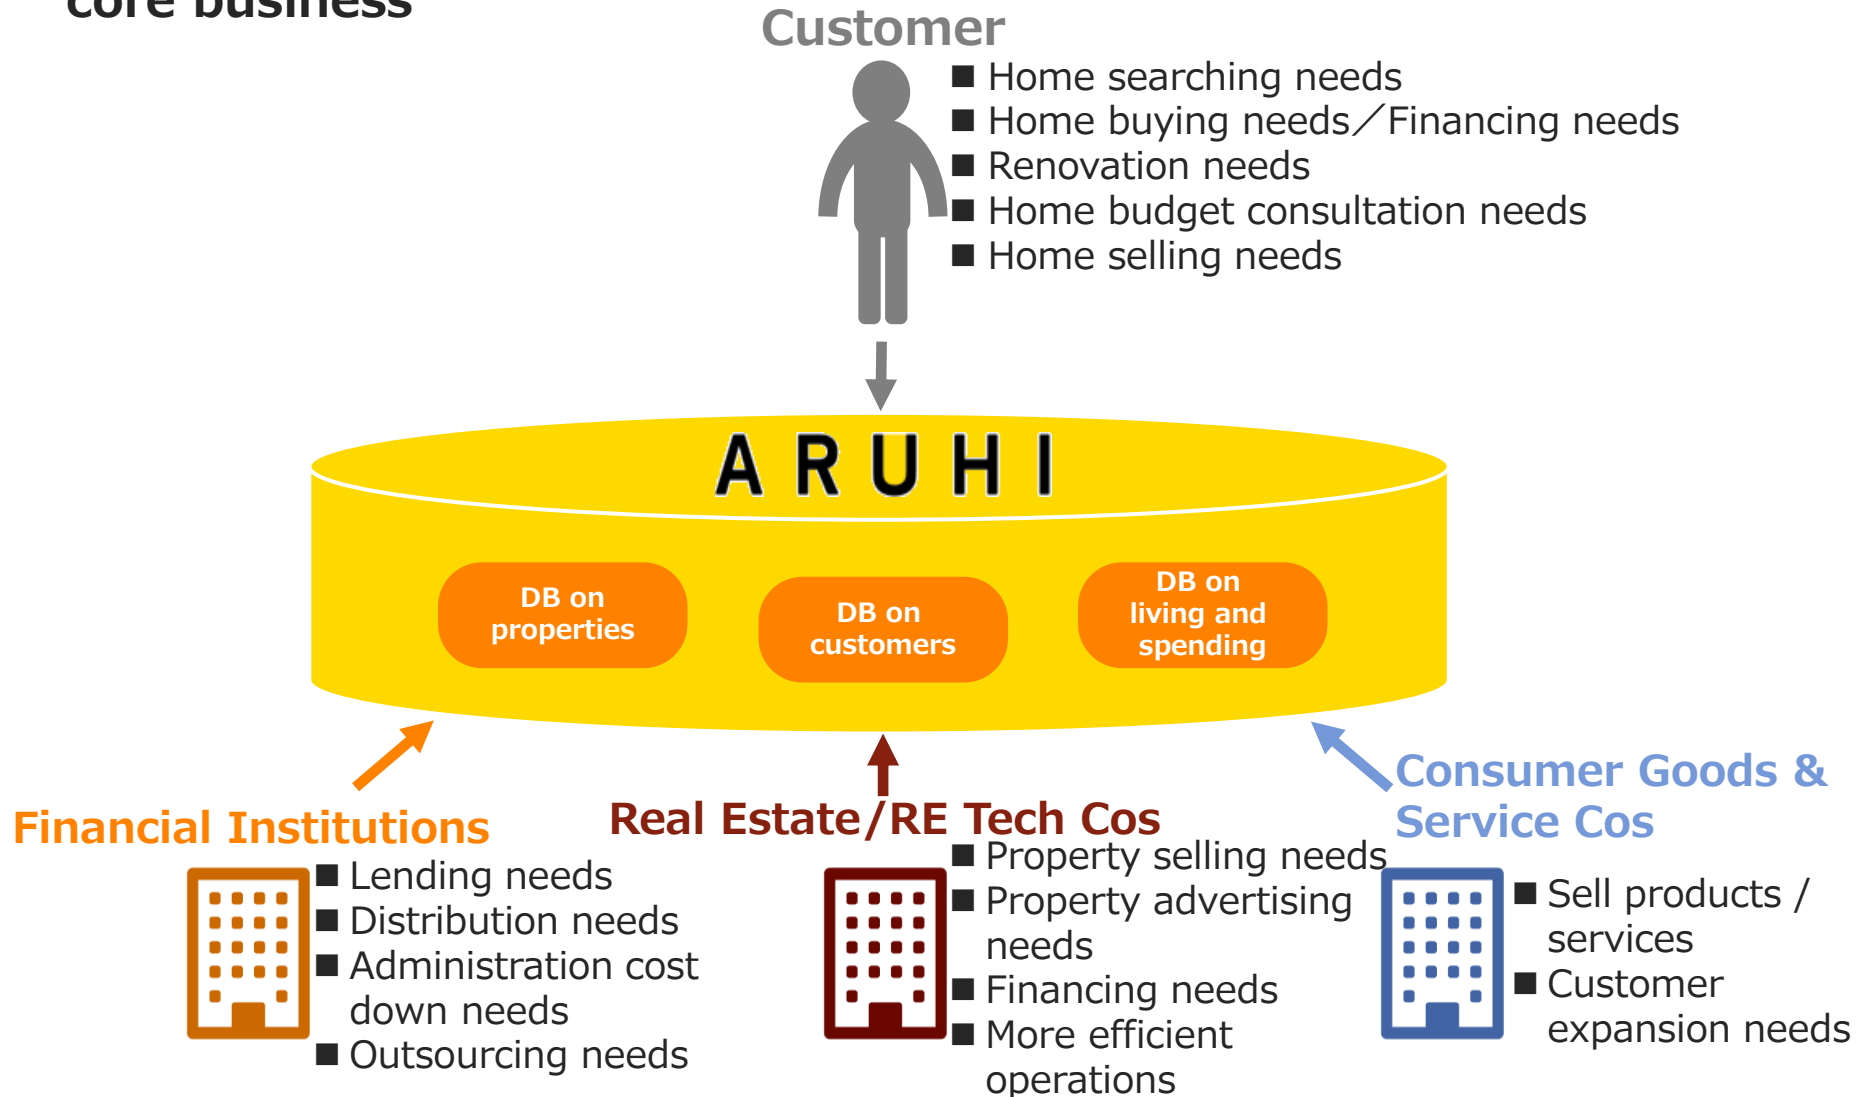 core business
Customer
■ Home searching needs
■ Home buying needs／Financing needs
■ Renovation needs
■ Home budget consultation needs
■ Home selling needs
ARUHI
DB on
properties
DB on
customers
DB on
living and
spending
Financial Institutions
■ Lending needs
■ Distribution needs
■ Administration cost
down needs
■ Outsourcing needs
Real Estate/RE Tech Cos
■ Property selling needs
■ Property advertising
needs
■ Financing needs
■ More efficient
operations
Consumer Goods &
Service Cos
■ Sell products /
services
■ Customer
expansion needs